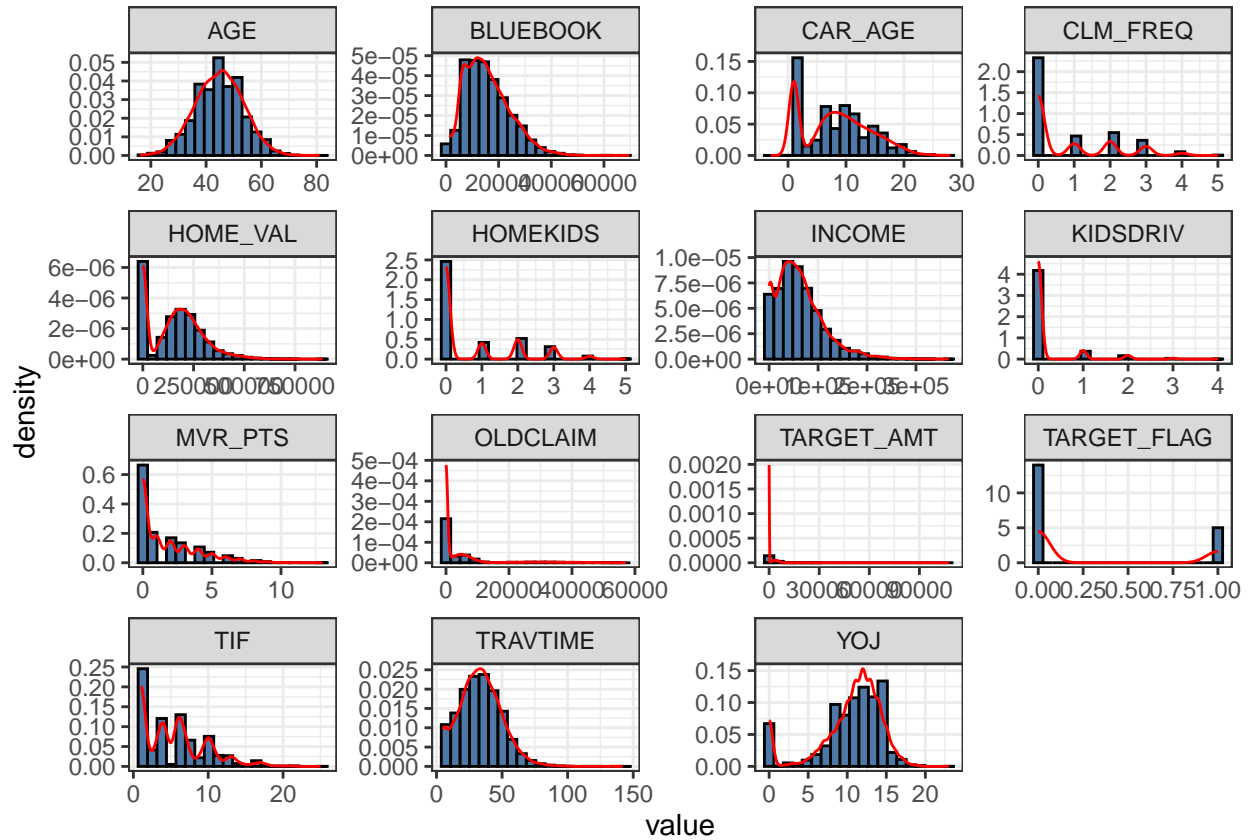 AGE
BLUEBOOK
CAR_AGE
CLM_FREQ
0.05
0.04
0.03
0.02
0.01
0.00
20 40 60 80
5e−05
4e−05
3e−05
2e−05
1e−05
0e+00
0 20000 40000 60000
0.15
0.10
0.05
0.00
0 10 20 30
2.0
1.5
1.0
0.5
0.0
0 1 2 3 4 5
HOME_VAL
HOMEKIDS
INCOME
KIDSDRIV
6e−06
4e−06
2e−06
0e+00
0 250000 500000 750000
2.5
2.0
1.5
1.0
0.5
0.0
0 1 2 3 4 5
1.0e−05
7.5e−06
5.0e−06
2.5e−06
0.0e+00
0e+00 1e+05 2e+05 3e+05
4
3
2
1
0
0 1 2 3 4
density
MVR_PTS
OLDCLAIM
TARGET_AMT
TARGET_FLAG
0.6
0.4
0.2
0.0
0 5 10
5e−04
4e−04
3e−04
2e−04
1e−04
0e+00
0 20000 40000 60000
0.0020
0.0015
0.0010
0.0005
0.0000
0 30000 60000 90000
10
5
0
0.00 0.25 0.50 0.75 1.00
TIF
TRAVTIME
YOJ
0.25
0.20
0.15
0.10
0.05
0.00
0 10 20
0.025
0.020
0.015
0.010
0.005
0.000
0 50 100 150
0.15
0.10
0.05
0.00
0 5 10 15 20
value